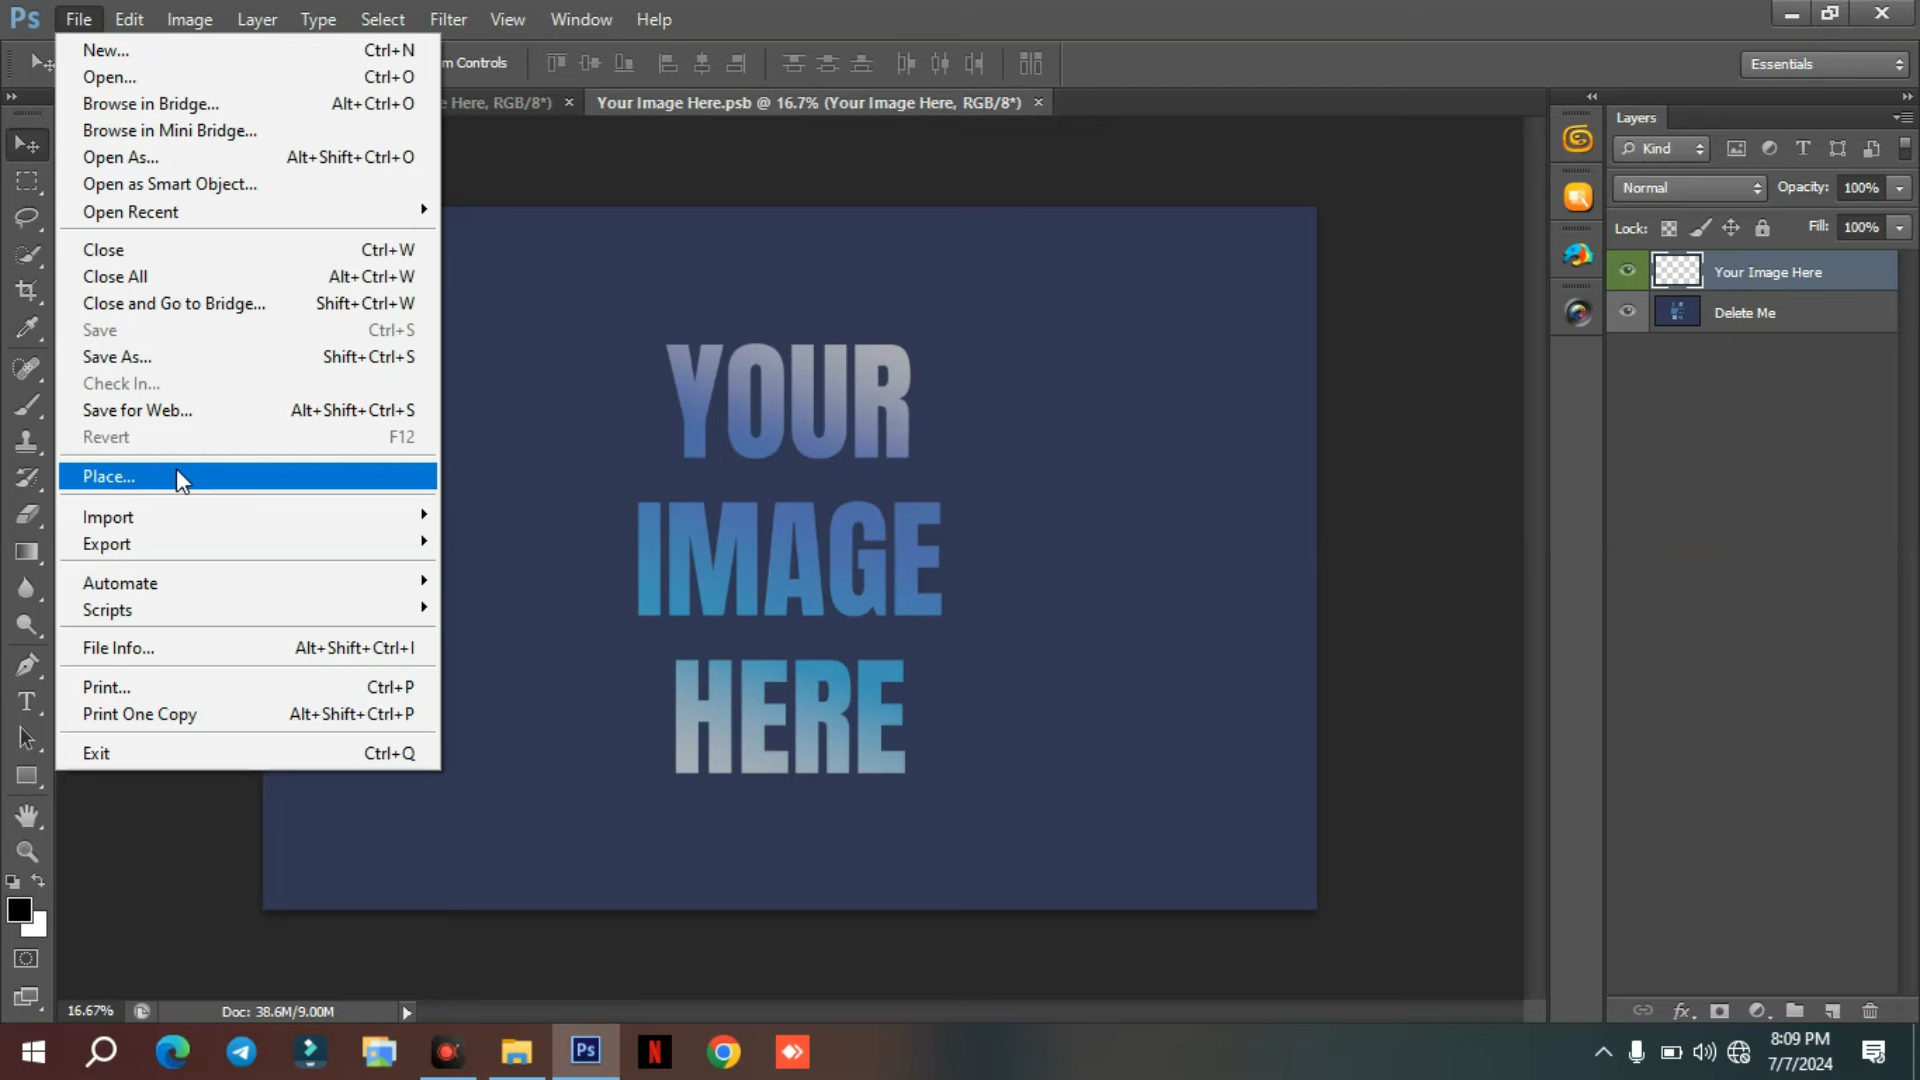 Ps File Edit Image Layer Type Select Filter View Window Help
m Controls Essentials
Here, RGB/8*) × Your Image Here.psb @ 16.7% (Your Image Here, RGB/8*) ×
New... Ctrl+N
Open... Ctrl+O
Browse in Bridge... Alt+Ctrl+O
Browse in Mini Bridge...
Open As... Alt+Shift+Ctrl+O
Open as Smart Object...
Open Recent
Close Ctrl+W
Close All Alt+Ctrl+W
Close and Go to Bridge... Shift+Ctrl+W
Save Ctrl+S
Save As... Shift+Ctrl+S
Check In...
Save for Web... Alt+Shift+Ctrl+S
Revert F12
Place...
Import
Export
Automate
Scripts
File Info... Alt+Shift+Ctrl+I
Print... Ctrl+P
Print One Copy Alt+Shift+Ctrl+P
Exit Ctrl+Q
YOUR
IMAGE
HERE
Layers
Kind
Normal Opacity: 100%
Lock: Fill: 100%
Your Image Here
Delete Me
16.67% Doc: 38.6M/9.00M
fx
Ps N
8:09 PM
7/7/2024